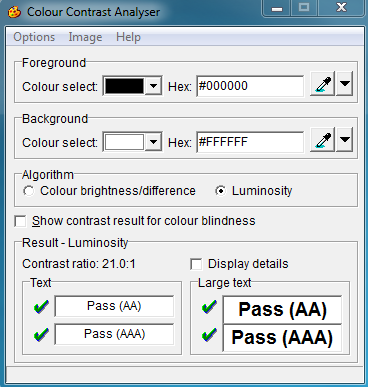 Colour Contrast Analyser
Options Image Help
Foreground
Colour select: Hex: #000000
Background
Colour select: Hex: #FFFFFF
Algorithm
Colour brightness/difference Luminosity
Show contrast result for colour blindness
Result - Luminosity
Contrast ratio: 21.0:1 Display details
Text Large text
Pass (AA) Pass (AA)
Pass (AAA) Pass (AAA)